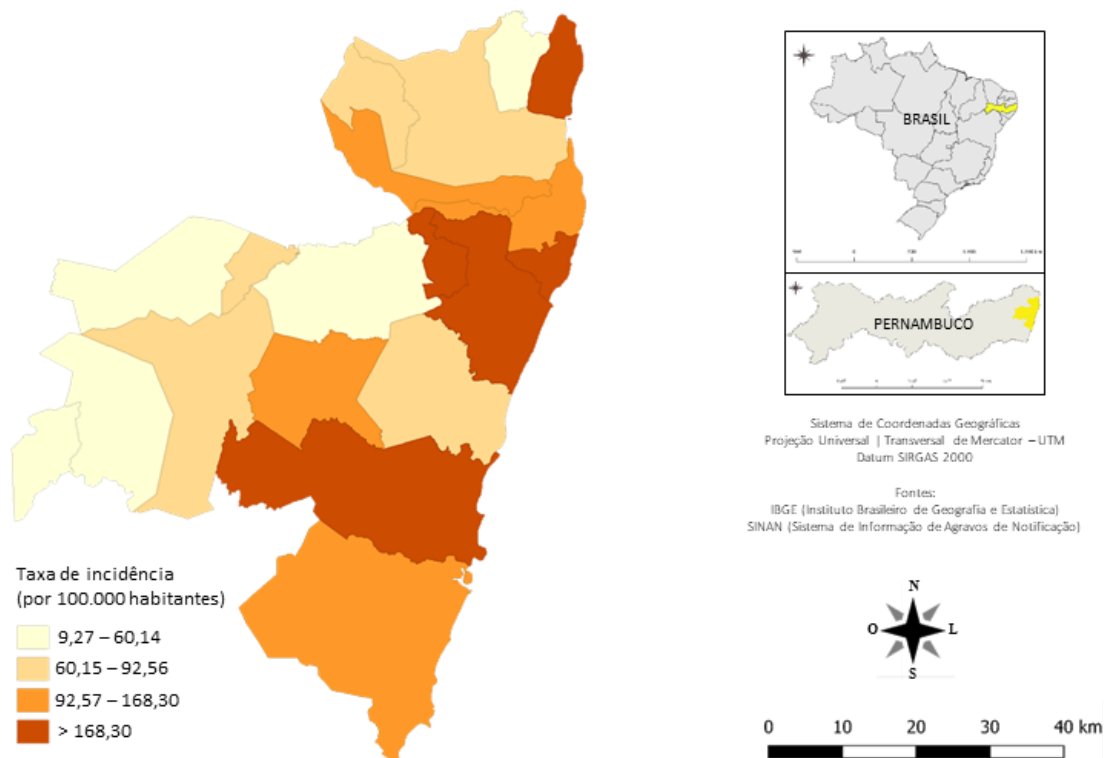 BRASIL
PERNAMBUCO
Sistema de Coordenadas Geográficas
Projeção Universal | Transversal de Mercator – UTM
Datum SIRGAS 2000
Fontes:
IBGE (Instituto Brasileiro de Geografia e Estatística)
SINAN (Sistema de Informação de Agravos de Notificação)
Taxa de incidência
(por 100.000 habitantes)
9,27 – 60,14
60,15 – 92,56
92,57 – 168,30
> 168,30
N
O L
S
0 10 20 30 40 km